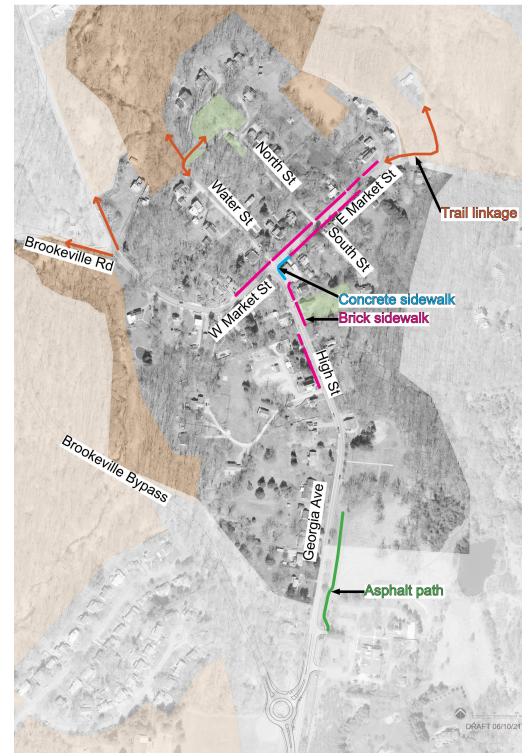 North St
Water St
E Market St
Trail linkage
South St
Brookeville Rd
W Market St
Concrete sidewalk
Brick sidewalk
High St
Brookeville Bypass
Georgia Ave
Asphalt path
DRAFT 06/10/21